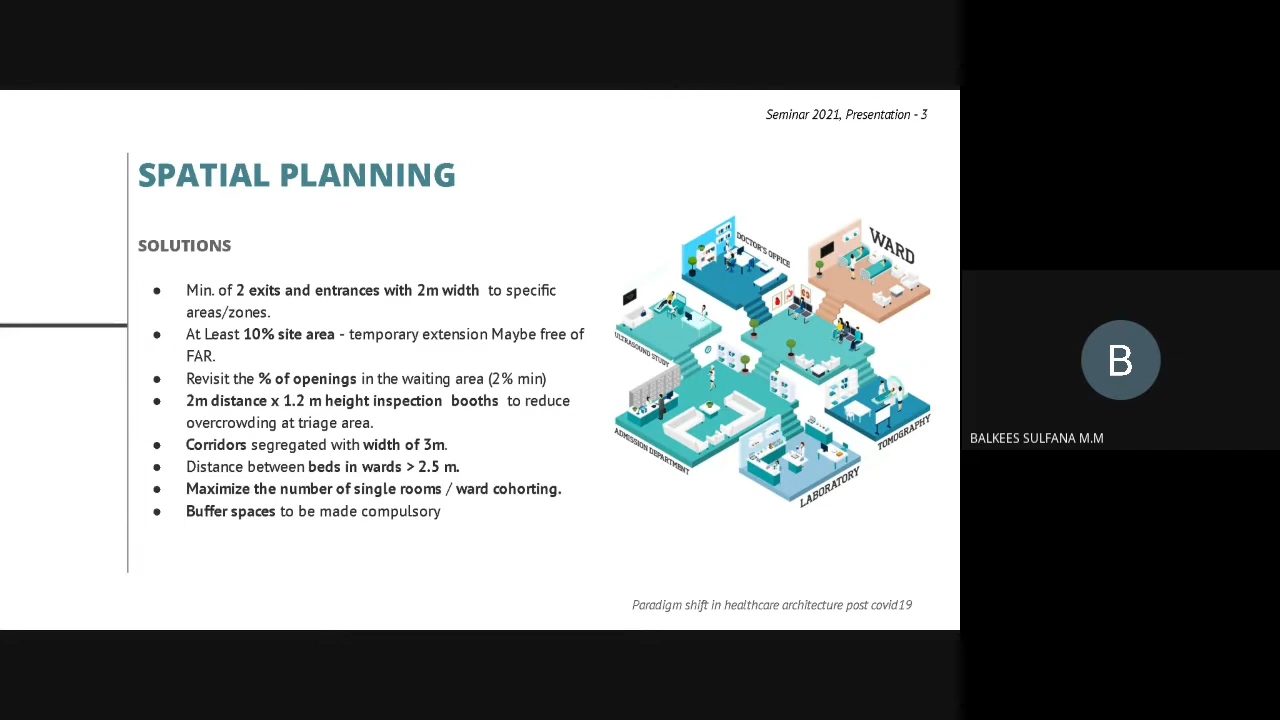 Seminar 2021, Presentation - 3
SPATIAL PLANNING
SOLUTIONS
● Min. of 2 exits and entrances with 2m width to specific
areas/zones.
● At Least 10% site area - temporary extension Maybe free of
FAR.
● Revisit the % of openings in the waiting area (2% min)
● 2m distance x 1.2 m height inspection booths to reduce
overcrowding at triage area.
● Corridors segregated with width of 3m.
● Distance between beds in wards > 2.5 m.
● Maximize the number of single rooms / ward cohorting.
● Buffer spaces to be made compulsory
DOCTOR'S OFFICE
WARD
ULTRASOUND STUDY
ADMISSION DEPARTMENT
TOMOGRAPHY
LABORATORY
Paradigm shift in healthcare architecture post covid19
B
BALKEES SULFANA M.M